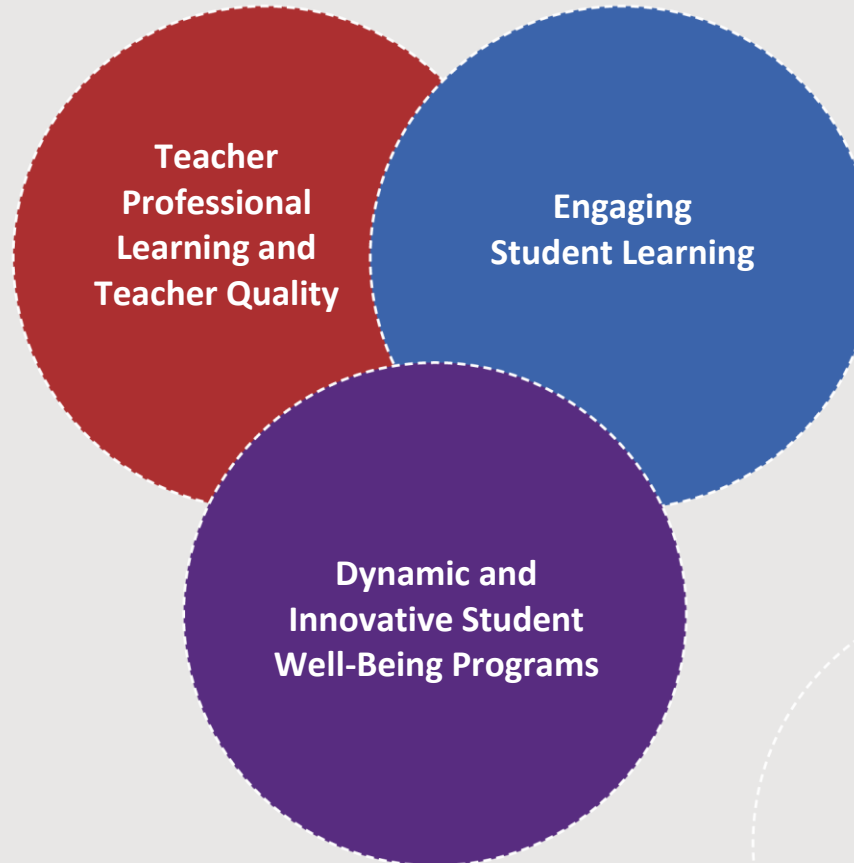 Teacher
Professional
Learning and
Teacher Quality
Engaging
Student Learning
Dynamic and
Innovative Student
Well-Being Programs